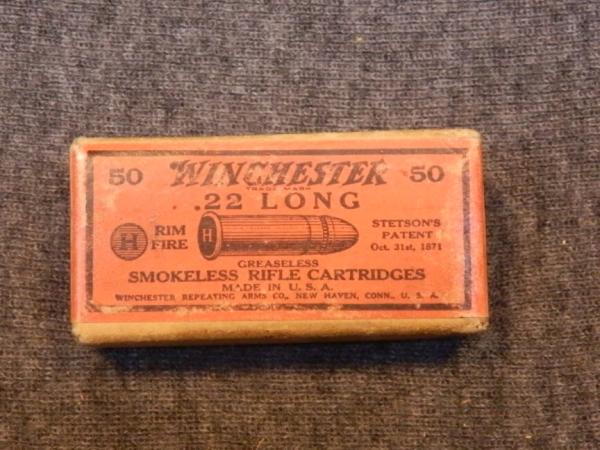 50 WINCHESTER 50
TRADE MARK
.22 LONG
H RIM FIRE
H
STETSON'S PATENT
Oct. 31st, 1871
GREASELESS
SMOKELESS RIFLE CARTRIDGES
MADE IN U. S. A.
WINCHESTER REPEATING ARMS CO., NEW HAVEN, CONN., U. S. A.